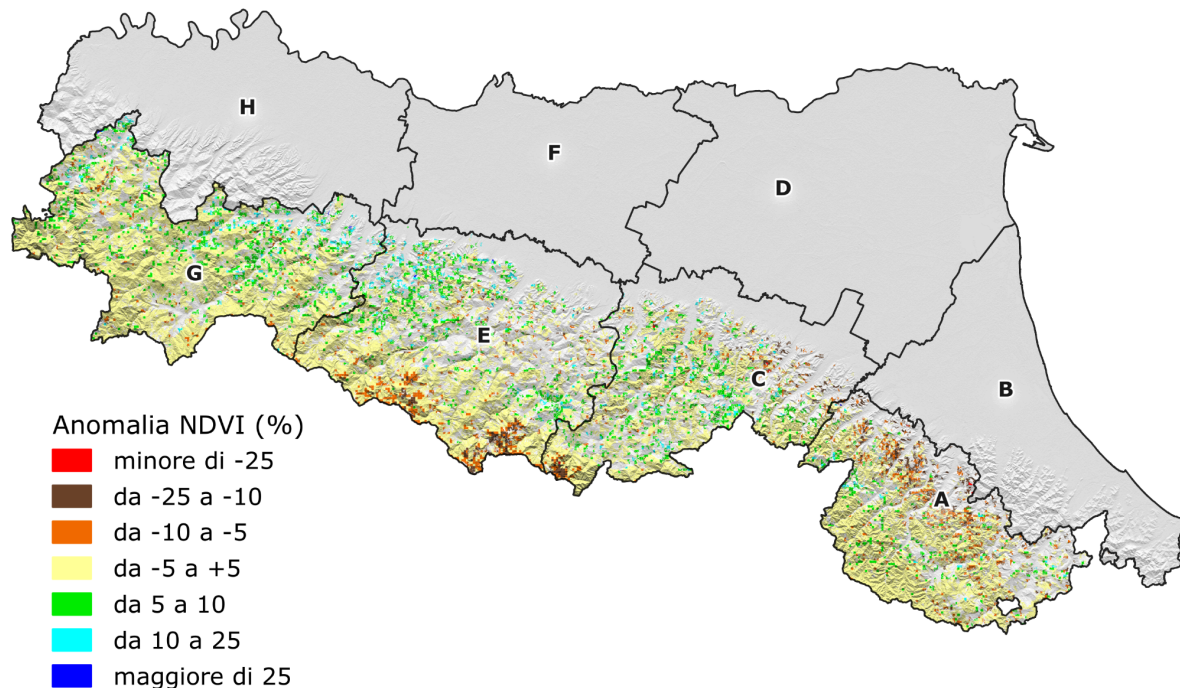 H
F
D
G
E
C
B
A
Anomalia NDVI (%)
minore di -25
da -25 a -10
da -10 a -5
da -5 a +5
da 5 a 10
da 10 a 25
maggiore di 25